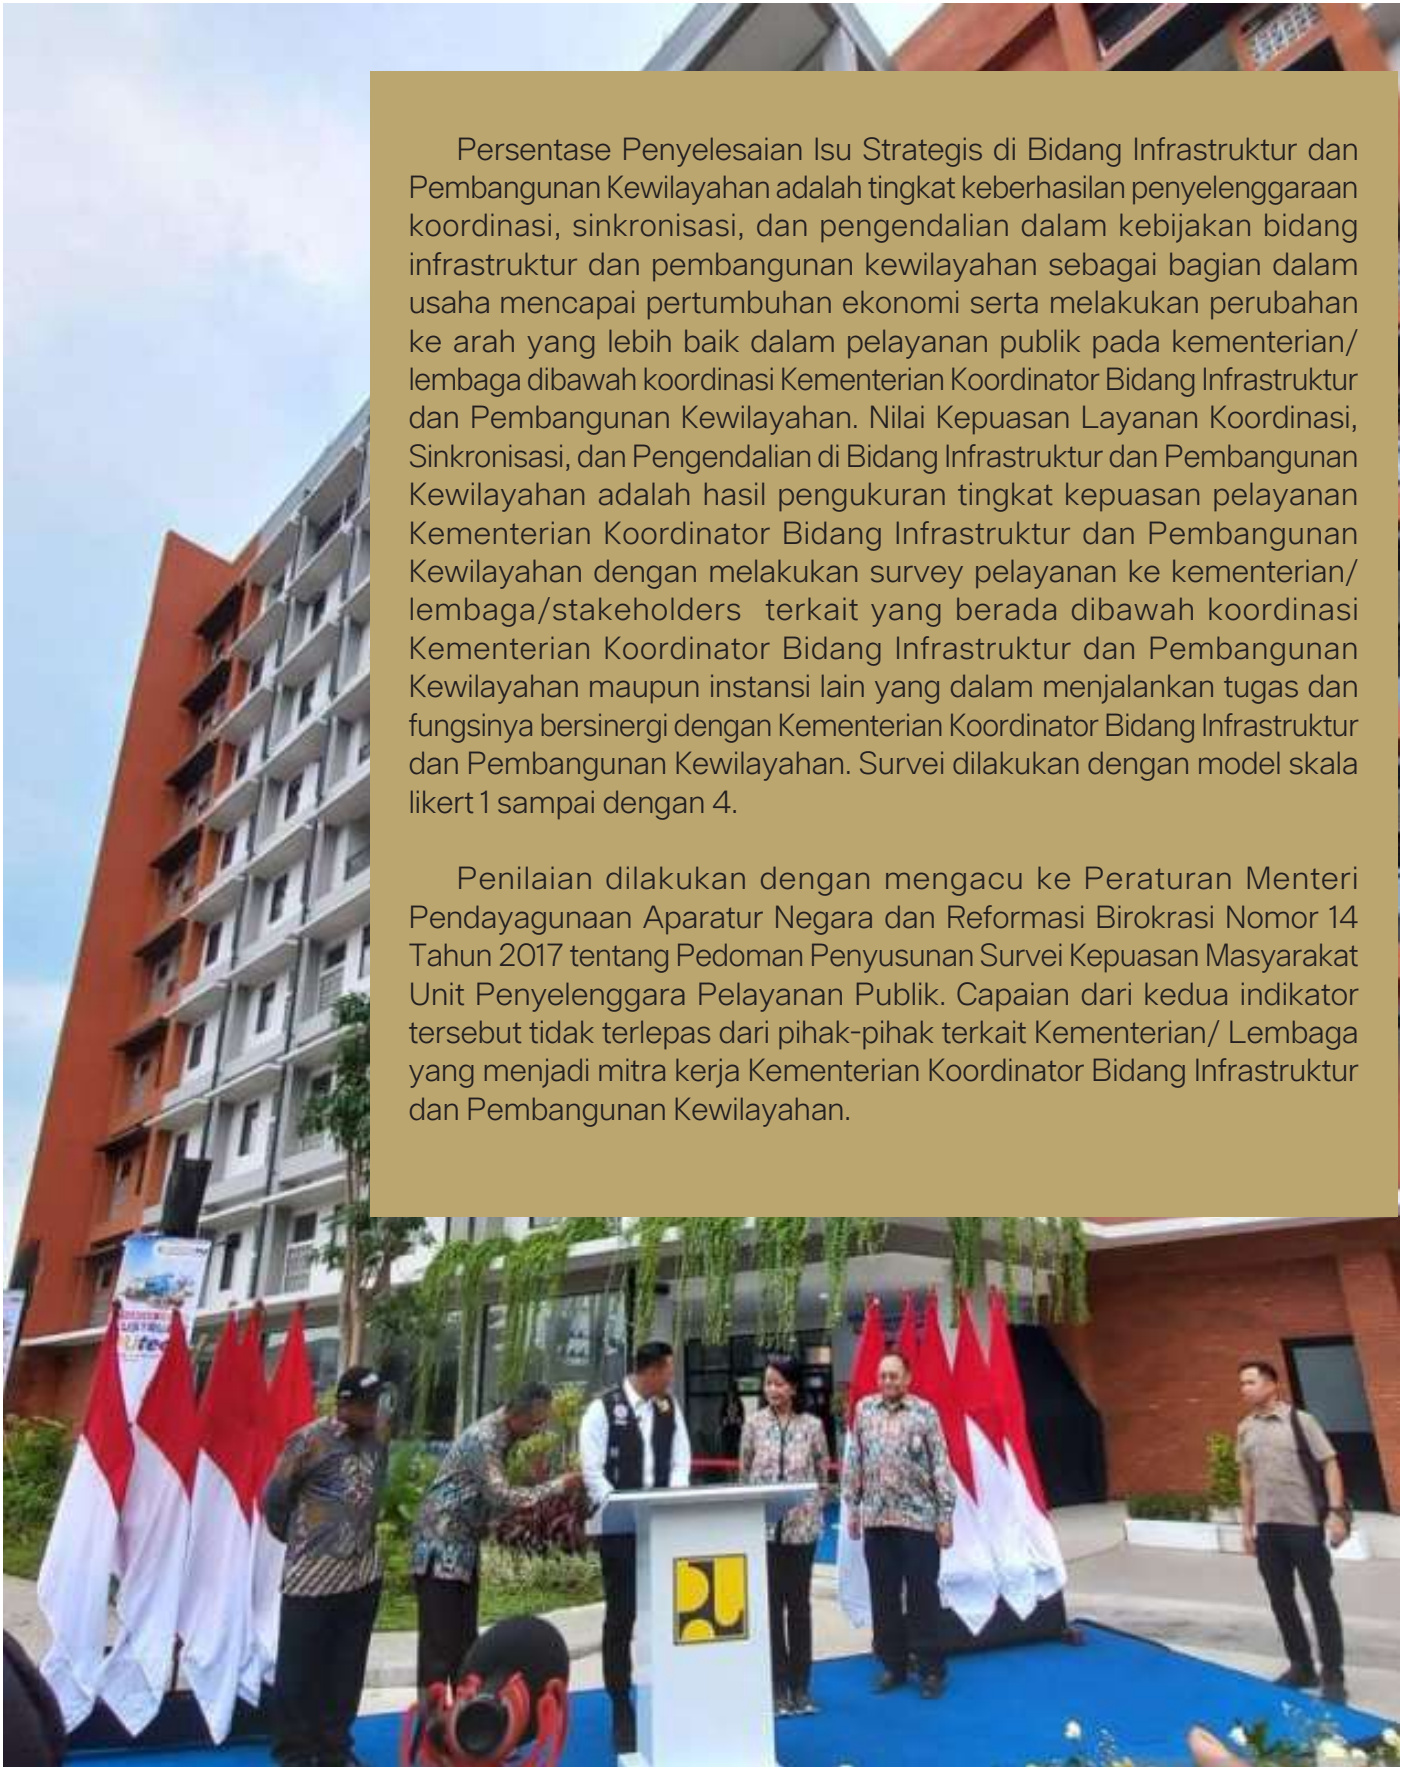 Persentase Penyelesaian Isu Strategis di Bidang Infrastruktur dan
Pembangunan Kewilayahan adalah tingkat keberhasilan penyelenggaraan
koordinasi, sinkronisasi, dan pengendalian dalam kebijakan bidang
infrastruktur dan pembangunan kewilayahan sebagai bagian dalam
usaha mencapai pertumbuhan ekonomi serta melakukan perubahan
ke arah yang lebih baik dalam pelayanan publik pada kementerian/
lembaga dibawah koordinasi Kementerian Koordinator Bidang Infrastruktur
dan Pembangunan Kewilayahan. Nilai Kepuasan Layanan Koordinasi,
Sinkronisasi, dan Pengendalian di Bidang Infrastruktur dan Pembangunan
Kewilayahan adalah hasil pengukuran tingkat kepuasan pelayanan
Kementerian Koordinator Bidang Infrastruktur dan Pembangunan
Kewilayahan dengan melakukan survey pelayanan ke kementerian/
lembaga/stakeholders terkait yang berada dibawah koordinasi
Kementerian Koordinator Bidang Infrastruktur dan Pembangunan
Kewilayahan maupun instansi lain yang dalam menjalankan tugas dan
fungsinya bersinergi dengan Kementerian Koordinator Bidang Infrastruktur
dan Pembangunan Kewilayahan. Survei dilakukan dengan model skala
likert 1 sampai dengan 4.
Penilaian dilakukan dengan mengacu ke Peraturan Menteri
Pendayagunaan Aparatur Negara dan Reformasi Birokrasi Nomor 14
Tahun 2017 tentang Pedoman Penyusunan Survei Kepuasan Masyarakat
Unit Penyelenggara Pelayanan Publik. Capaian dari kedua indikator
tersebut tidak terlepas dari pihak-pihak terkait Kementerian/ Lembaga
yang menjadi mitra kerja Kementerian Koordinator Bidang Infrastruktur
dan Pembangunan Kewilayahan.